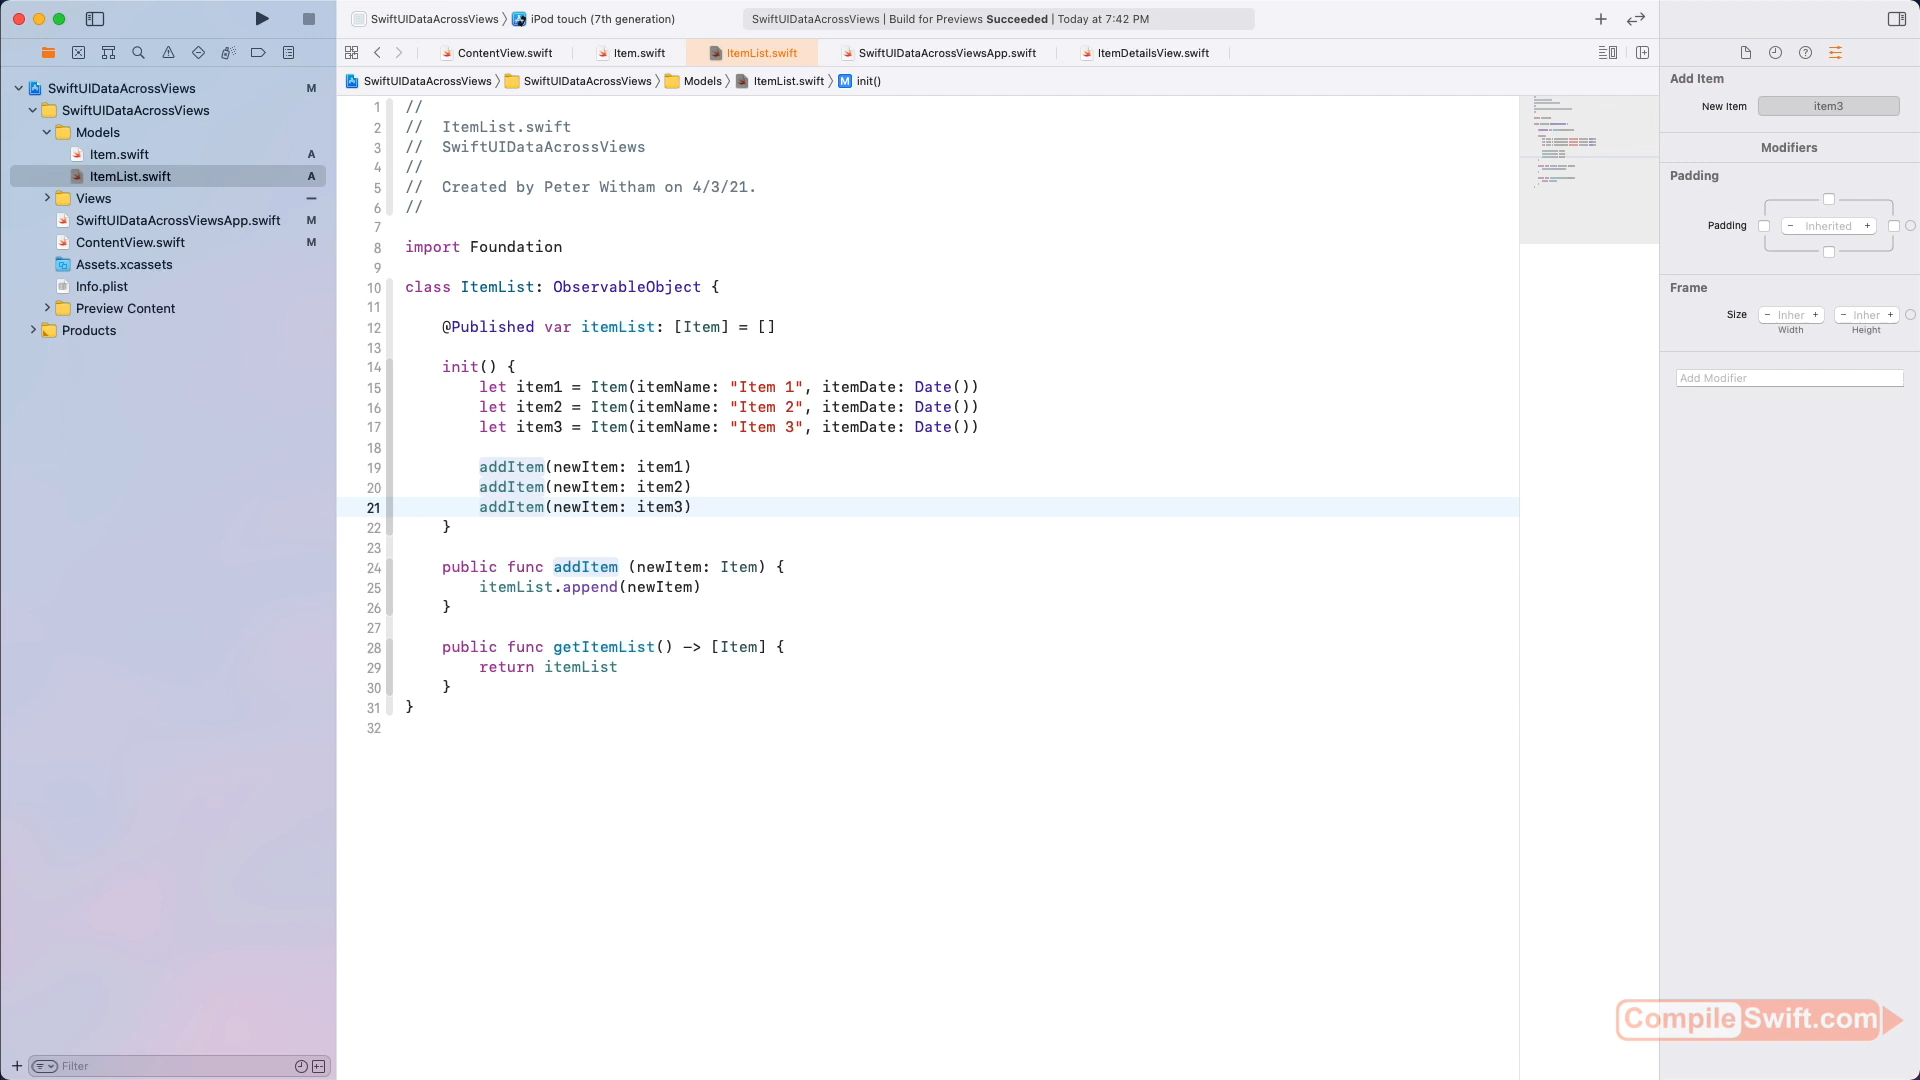 SwiftUIDataAcrossViews
iPod touch (7th generation)
SwiftUIDataAcrossViews | Build for Previews Succeeded | Today at 7:42 PM
ContentView.swift
Item.swift
ItemList.swift
SwiftUIDataAcrossViewsApp.swift
ItemDetailsView.swift
SwiftUIDataAcrossViews
SwiftUIDataAcrossViews
Models
ItemList.swift
M init()
SwiftUIDataAcrossViews M
SwiftUIDataAcrossViews
Models
Item.swift A
ItemList.swift A
Views
SwiftUIDataAcrossViewsApp.swift M
ContentView.swift M
Assets.xcassets
Info.plist
Preview Content
Products
Filter
1 //
2 //  ItemList.swift
3 //  SwiftUIDataAcrossViews
4 //
5 //  Created by Peter Witham on 4/3/21.
6 //
7
8 import Foundation
9
10 class ItemList: ObservableObject {
11
12     @Published var itemList: [Item] = []
13
14     init() {
15         let item1 = Item(itemName: "Item 1", itemDate: Date())
16         let item2 = Item(itemName: "Item 2", itemDate: Date())
17         let item3 = Item(itemName: "Item 3", itemDate: Date())
18
19         addItem(newItem: item1)
20         addItem(newItem: item2)
21         addItem(newItem: item3)
22     }
23
24     public func addItem (newItem: Item) {
25         itemList.append(newItem)
26     }
27
28     public func getItemList() -> [Item] {
29         return itemList
30     }
31 }
32
Add Item
New Item item3
Modifiers
Padding
Padding − Inherited +
Frame
Size − Inher + − Inher +
Width Height
Add Modifier
CompileSwift.com